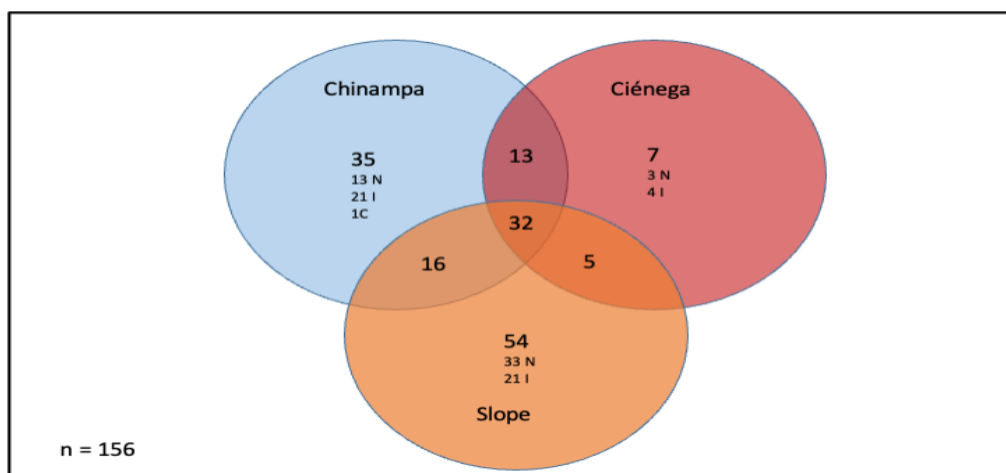 Chinampa
Ciénega
35
13 N
21 I
1C
13
7
3 N
4 I
32
16
5
54
33 N
21 I
Slope
n = 156